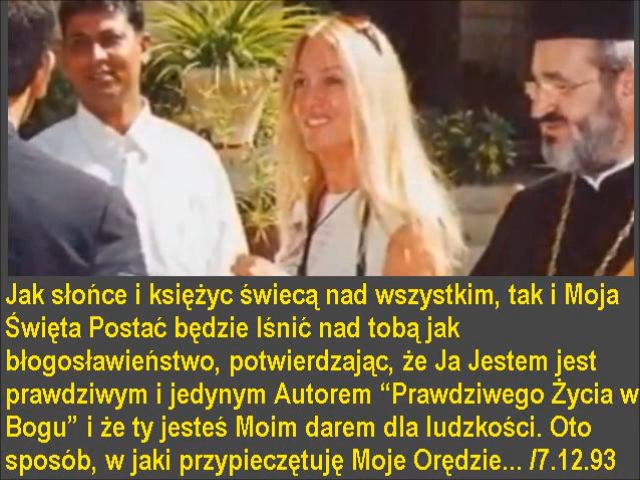 Jak słońce i księżyc świecą nad wszystkim, tak i Moja
Święta Postać będzie lśnić nad tobą jak
błogosławieństwo, potwierdzając, że Ja Jestem jest
prawdziwym i jedynym Autorem “Prawdziwego Życia w
Bogu” i że ty jesteś Moim darem dla ludzkości. Oto
sposób, w jaki przypieczętuję Moje Orędzie... /7.12.93